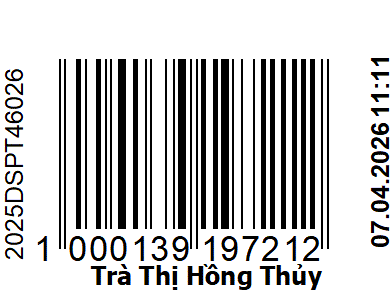 2025DSPT46026
1 000139 197212
Trà Thị Hồng Thủy
07.04.2026 11:11